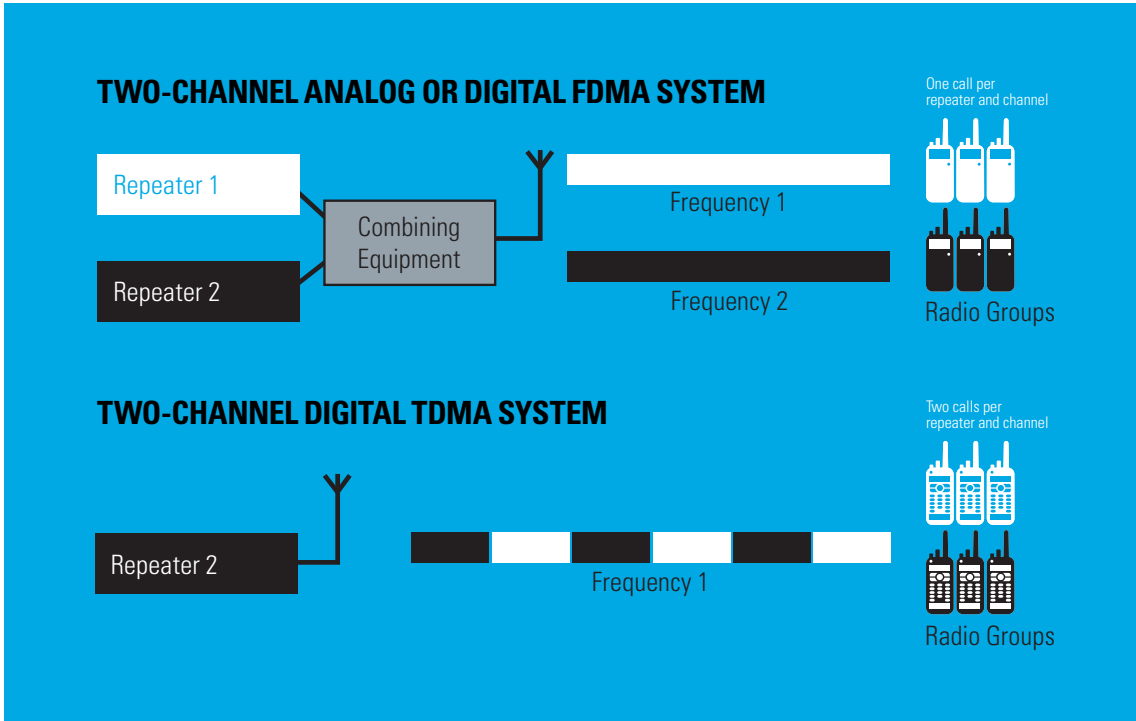 TWO-CHANNEL ANALOG OR DIGITAL FDMA SYSTEM
One call per
repeater and channel
Repeater 1
Frequency 1
Combining
Equipment
Repeater 2
Frequency 2
Radio Groups
TWO-CHANNEL DIGITAL TDMA SYSTEM
Two calls per
repeater and channel
Repeater 2
Frequency 1
Radio Groups